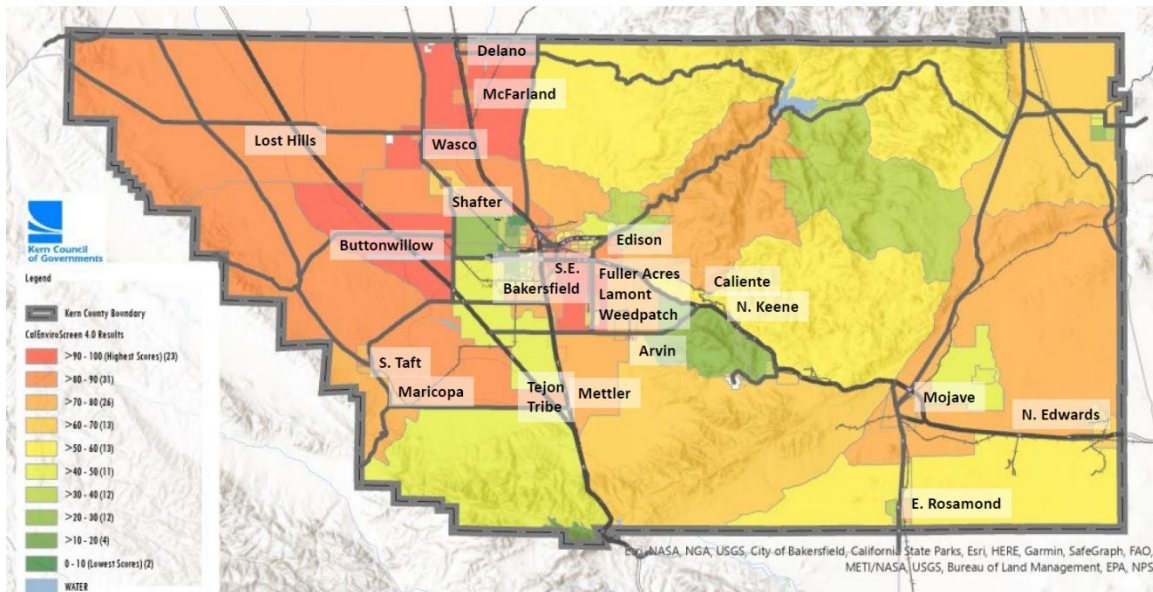 Delano
McFarland
Lost Hills
Wasco
Shafter
Buttonwillow
Edison
S.E.
Bakersfield
Fuller Acres
Lamont
Weedpatch
Caliente
N. Keene
Arvin
S. Taft
Maricopa
Tejon
Tribe
Mettler
Mojave
N. Edwards
E. Rosamond
Kern Council
of Governments
Legend
Kern County Boundary
CalEnviroScreen 4.0 Results
>90 - 100 (Highest Scores) (23)
>80 - 90 (31)
>70 - 80 (26)
>60 - 70 (13)
>50 - 60 (13)
>40 - 50 (11)
>30 - 40 (12)
>20 - 30 (12)
>10 - 20 (4)
0 - 10 (Lowest Scores) (2)
WATER
Esri, NASA, NGA, USGS, City of Bakersfield, California State Parks, Esri, HERE, Garmin, SafeGraph, FAO,
METI/NASA, USGS, Bureau of Land Management, EPA, NPS